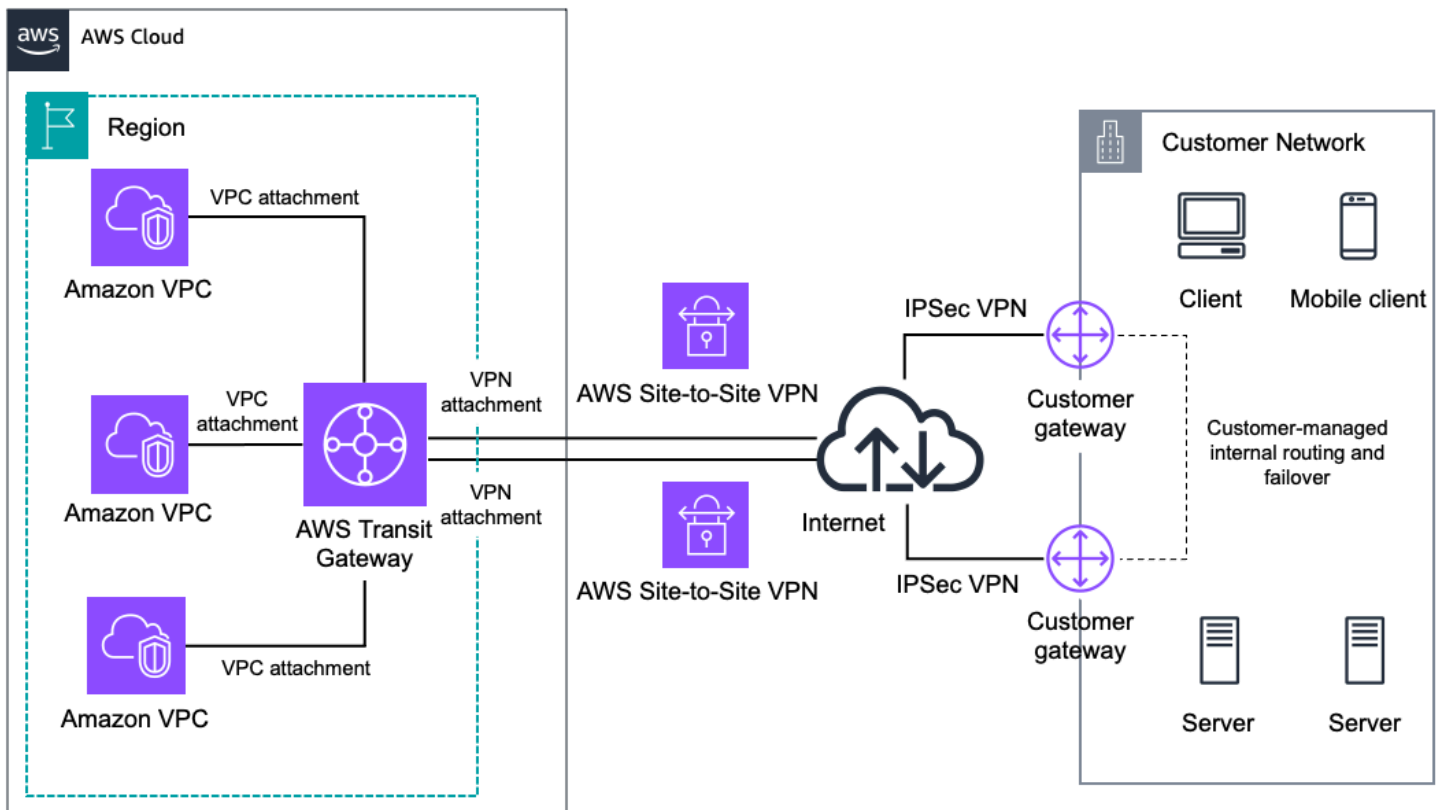 aws
AWS Cloud
Region
VPC attachment
Amazon VPC
VPC
attachment
Amazon VPC
AWS Transit
Gateway
VPC attachment
Amazon VPC
VPN
attachment
VPN
attachment
AWS Site-to-Site VPN
AWS Site-to-Site VPN
Internet
IPSec VPN
IPSec VPN
Customer Network
Client
Mobile client
Customer
gateway
Customer-managed
internal routing and
failover
Customer
gateway
Server
Server